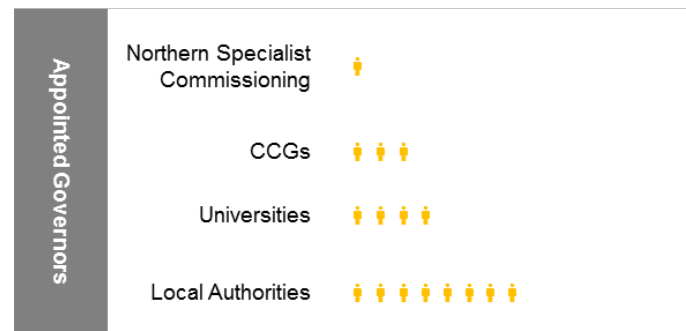 Appointed Governors
Northern Specialist
Commissioning
CCGs
Universities
Local Authorities